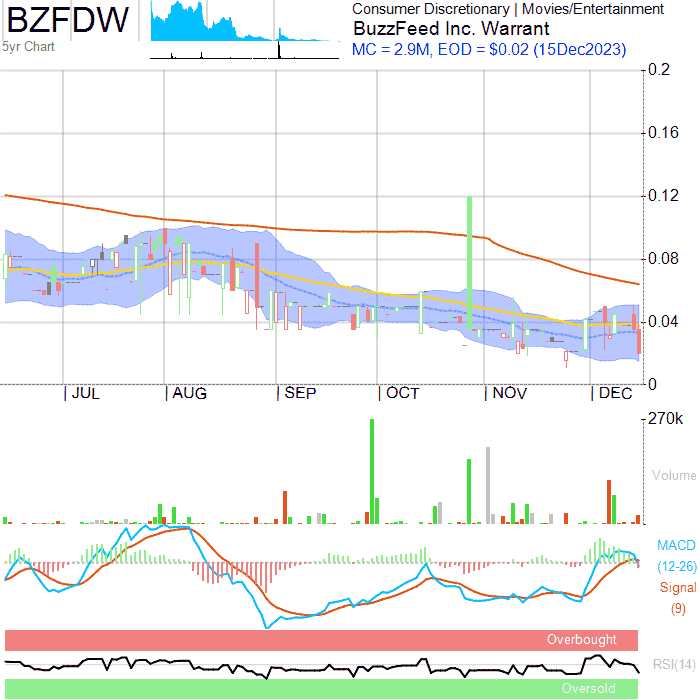 BZFDW
5yr Chart
Consumer Discretionary | Movies/Entertainment
BuzzFeed Inc. Warrant
MC = 2.9M, EOD = $0.02 (15Dec2023)
0.2
0.16
0.12
0.08
0.04
0
JUL AUG SEP OCT NOV DEC
270k
Volume
MACD
(12-26)
Signal
(9)
Overbought
RSI(14)
Oversold